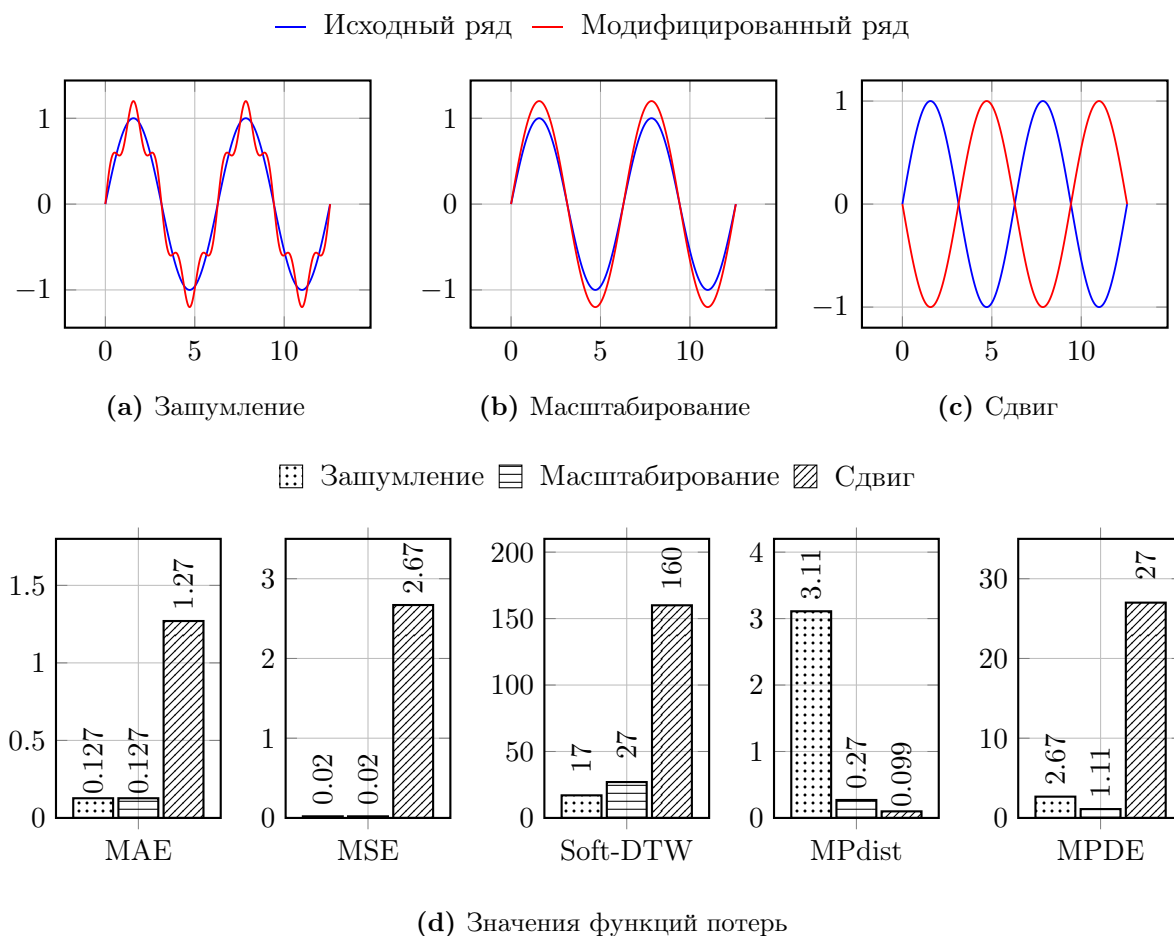 Исходный ряд Модифицированный ряд
1
0
−1
0 5 10
(a) Зашумление
1
0
−1
0 5 10
(b) Масштабирование
1
0
−1
0 5 10
(c) Сдвиг
Зашумление Масштабирование Сдвиг
1.5
1
0.5
0
0.127 0.127 1.27
MAE
3
2
1
0
0.02 0.02 2.67
MSE
200
150
100
50
0
17 27 160
Soft-DTW
4
3
2
1
0
3.11 0.27 0.099
MPdist
30
20
10
0
2.67 1.11 27
MPDE
(d) Значения функций потерь